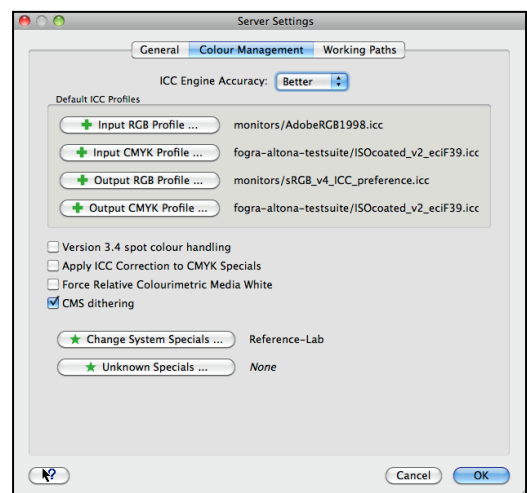 Server Settings
General Colour Management Working Paths
ICC Engine Accuracy: Better
Default ICC Profiles
Input RGB Profile ... monitors/AdobeRGB1998.icc
Input CMYK Profile ... fogra-altona-testsuite/ISOcoated_v2_eciF39.icc
Output RGB Profile ... monitors/sRGB_v4_ICC_preference.icc
Output CMYK Profile ... fogra-altona-testsuite/ISOcoated_v2_eciF39.icc
Version 3.4 spot colour handling
Apply ICC Correction to CMYK Specials
Force Relative Colourimetric Media White
CMS dithering
Change System Specials ... Reference-Lab
Unknown Specials ... None
? Cancel OK